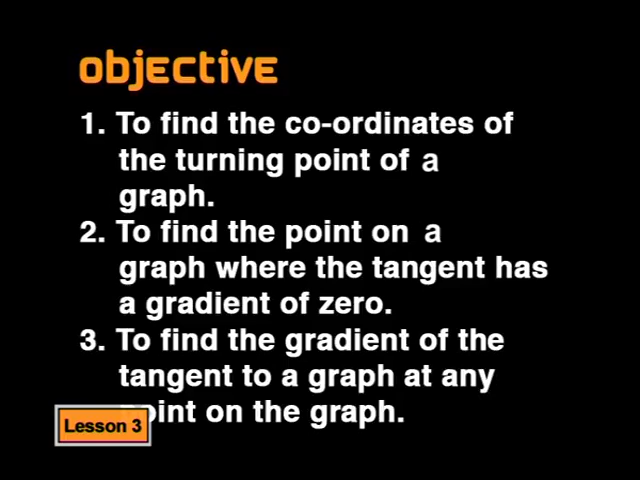 objective
1. To find the co-ordinates of
the turning point of a
graph.
2. To find the point on a
graph where the tangent has
a gradient of zero.
3. To find the gradient of the
tangent to a graph at any
point on the graph.
Lesson 3